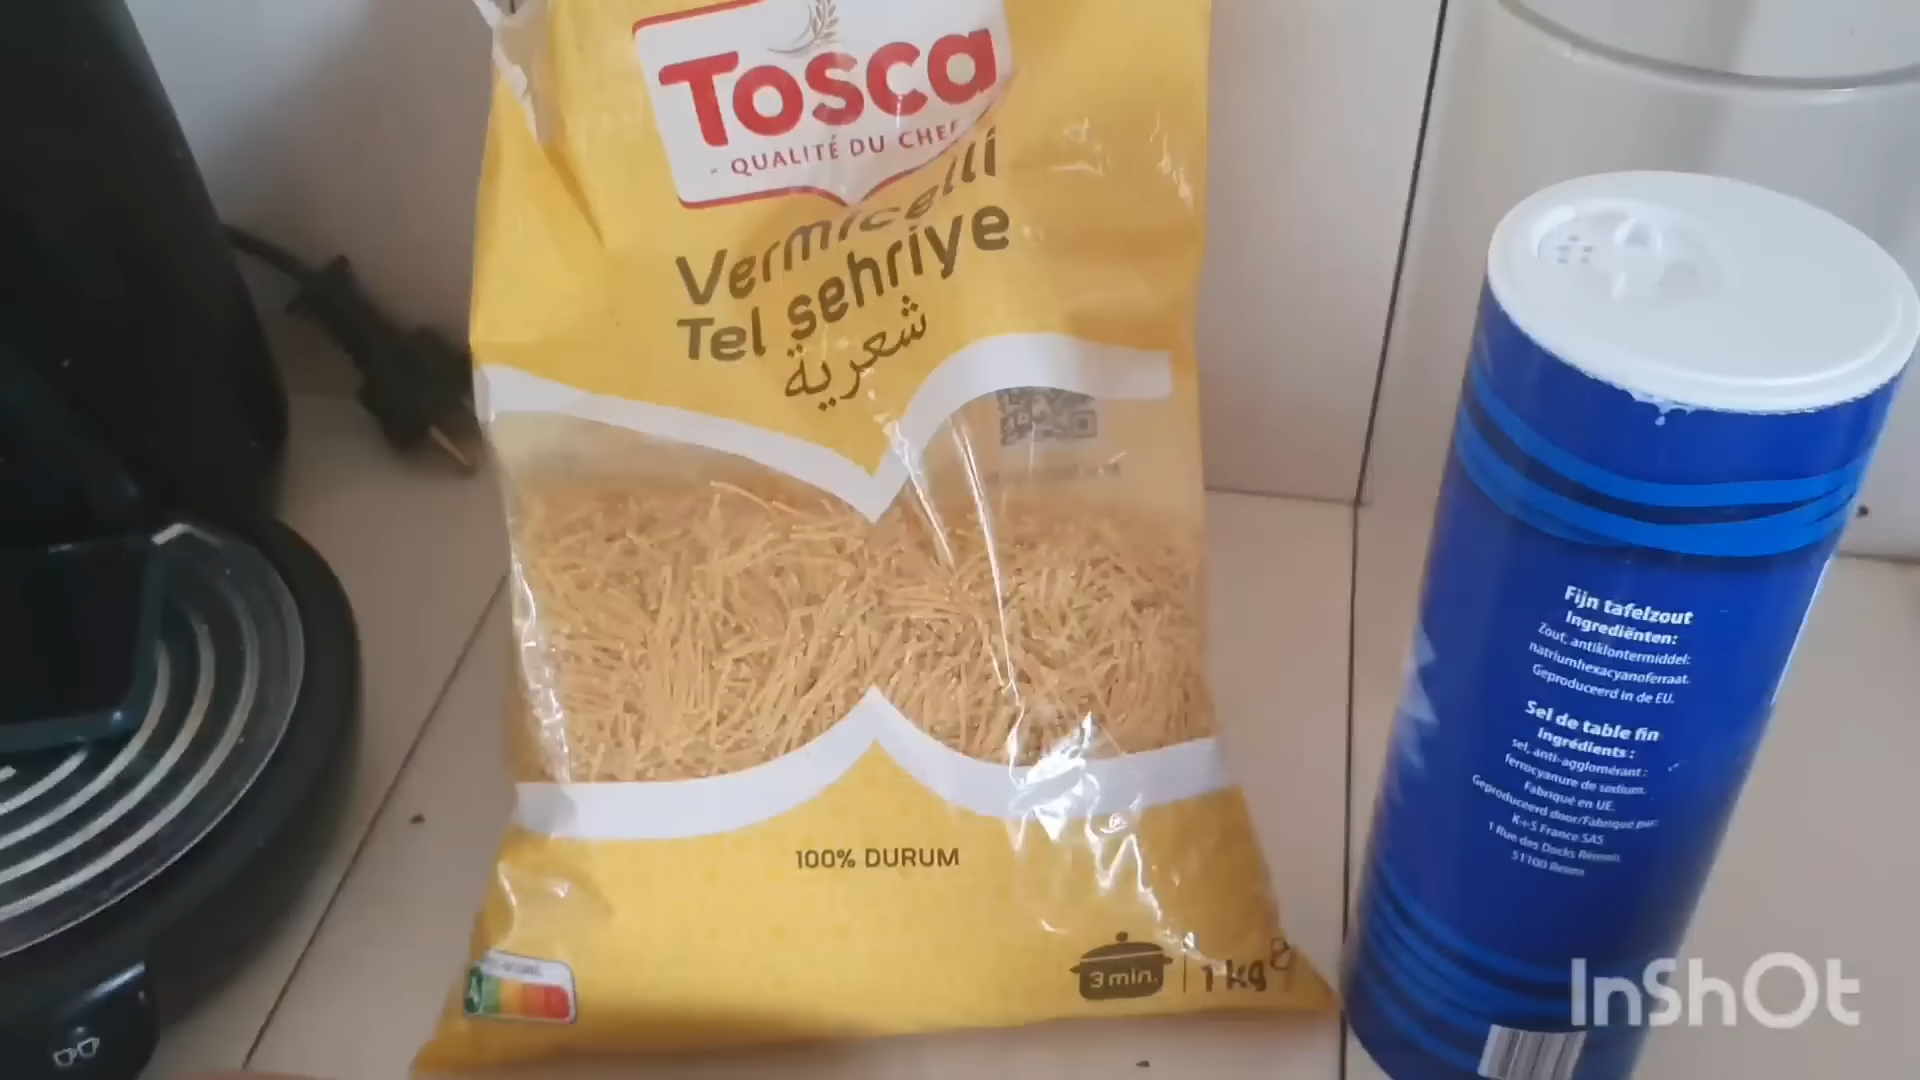 Tosca
- QUALITÉ DU CHEF
Vermicelli
Tel sehriye
شعرية
100% DURUM
3 min.
1 kg
Fijn tafelzout
Ingrediënten:
Zout, antiklontermiddel:
natriumhexacyanoferraat.
Geproduceerd in de EU.
Sel de table fin
Ingrédients :
sel, anti-agglomérant :
ferrocyanure de sodium.
Fabriqué en UE.
Geproduceerd door/Fabriqué par:
K+S France SAS
1 Rue des Docks Rémois
51100 Reims
InShOt